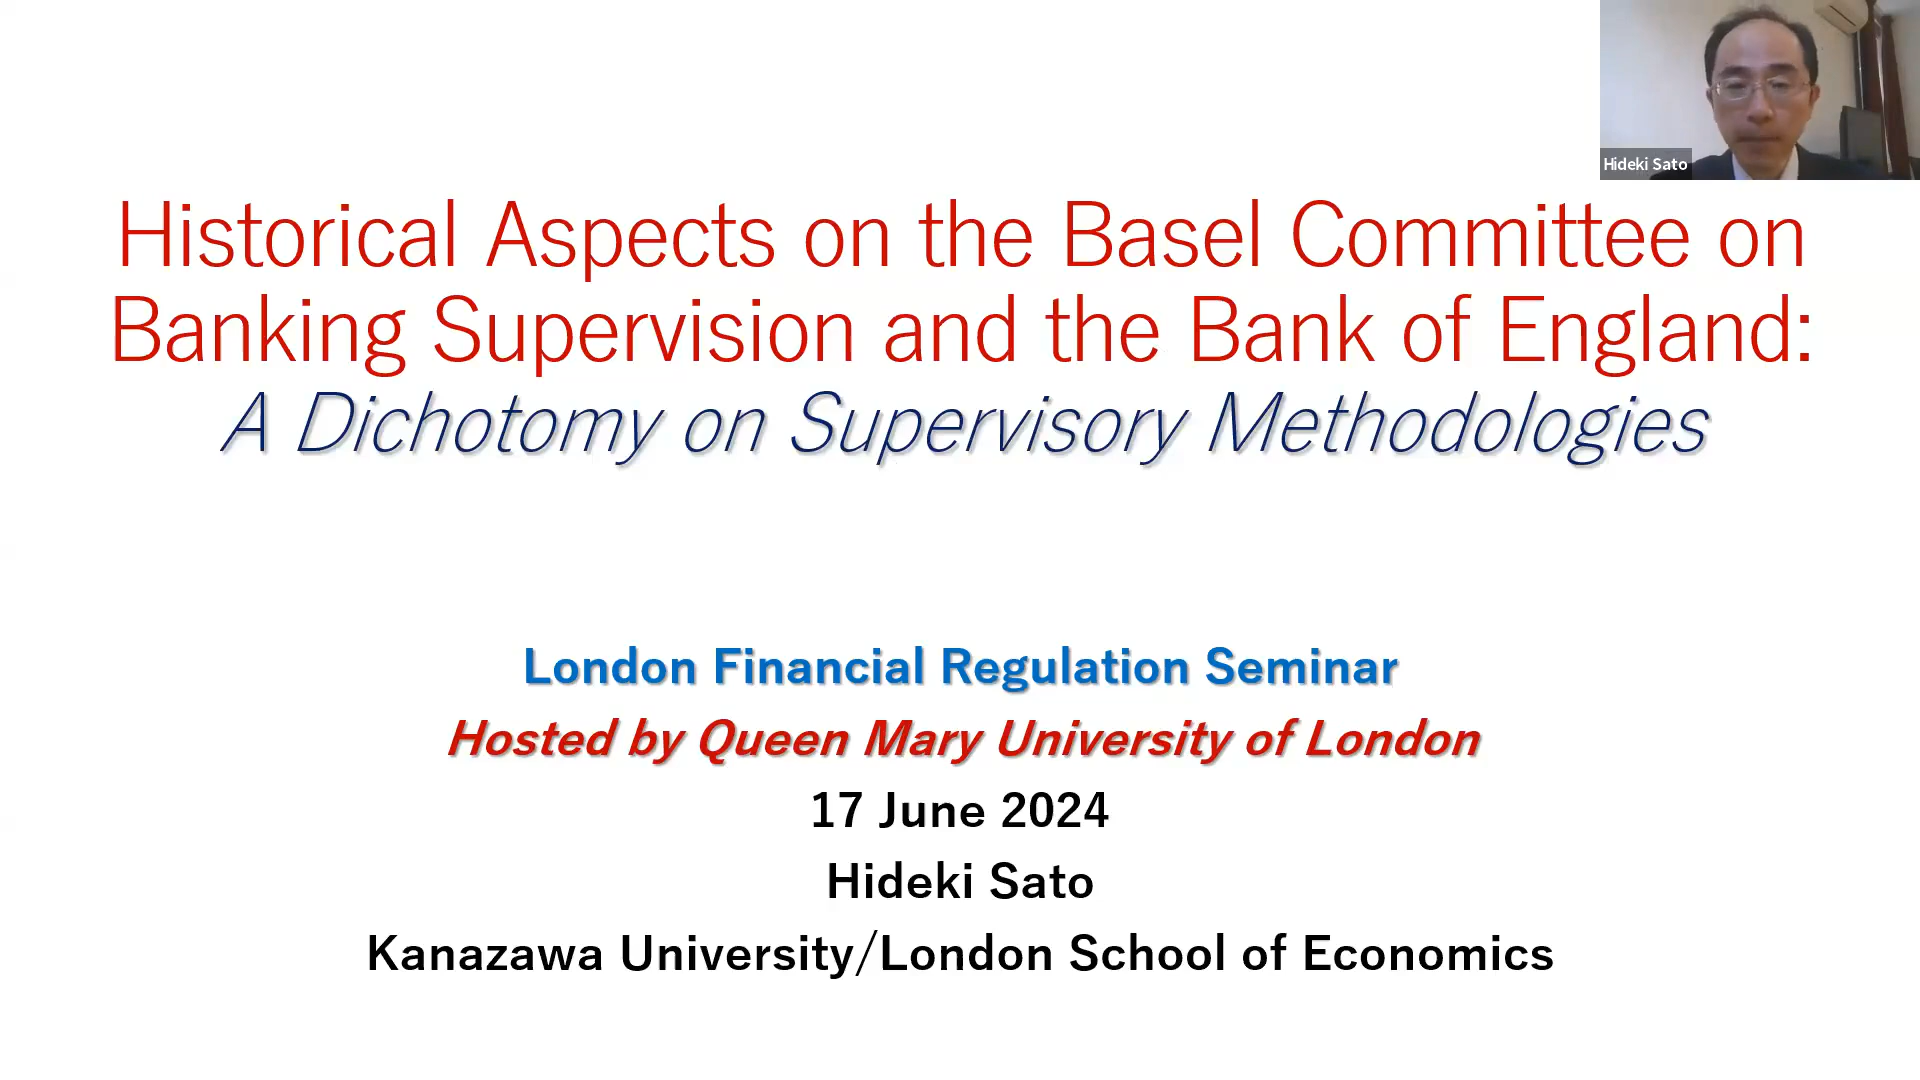 Hideki Sato
Historical Aspects on the Basel Committee on
Banking Supervision and the Bank of England:
A Dichotomy on Supervisory Methodologies
London Financial Regulation Seminar
Hosted by Queen Mary University of London
17 June 2024
Hideki Sato
Kanazawa University/London School of Economics